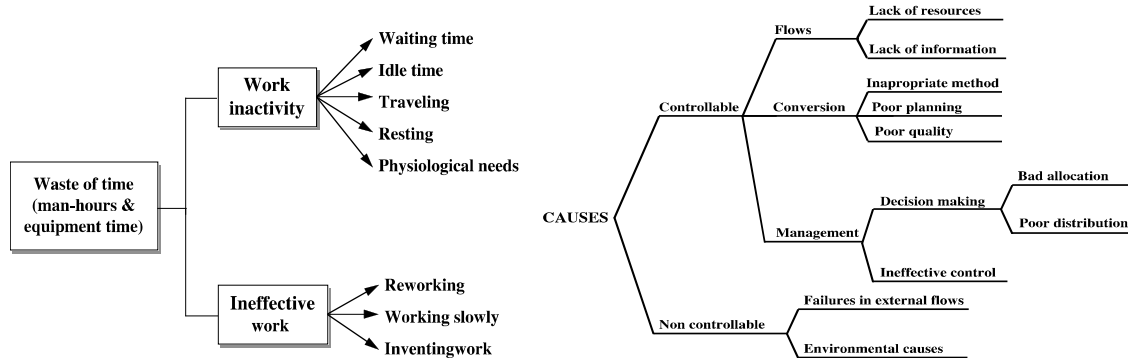 Waste of time
(man-hours &
equipment time)
Work
inactivity
Waiting time
Idle time
Traveling
Resting
Physiological needs
Ineffective
work
Reworking
Working slowly
Inventingwork
CAUSES
Controllable
Flows
Lack of resources
Lack of information
Conversion
Inapropriate method
Poor planning
Poor quality
Management
Decision making
Bad allocation
Poor distribution
Ineffective control
Non controllable
Failures in external flows
Environmental causes